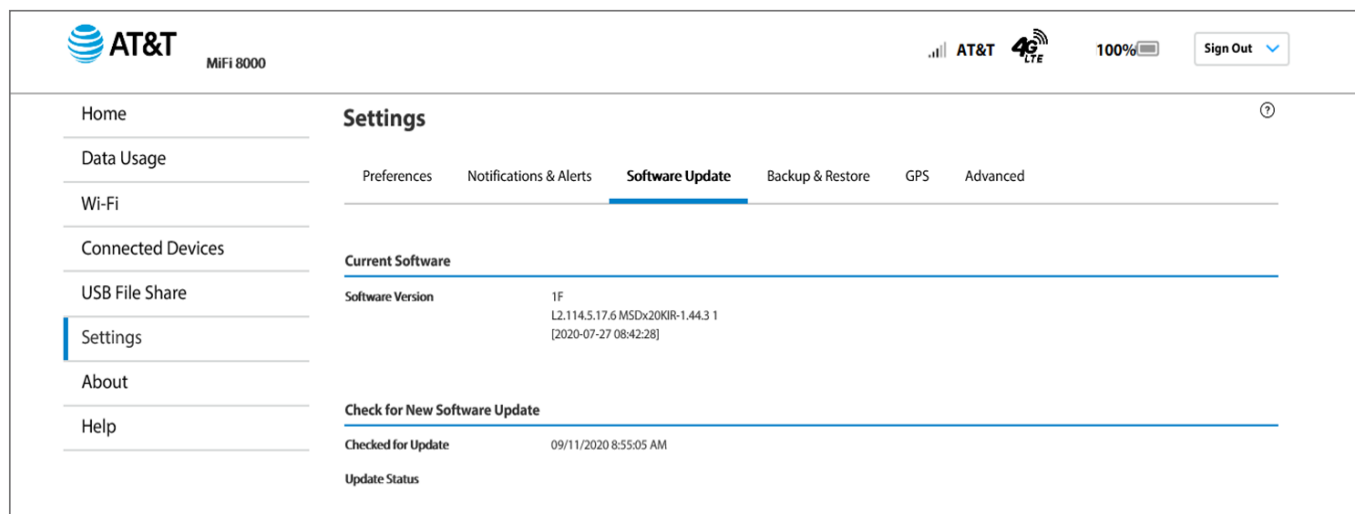 AT&T
MiFi 8000
AT&T 4G LTE 100% Sign Out
Home
Data Usage
Wi-Fi
Connected Devices
USB File Share
Settings
About
Help
Settings
?
Preferences Notifications & Alerts Software Update Backup & Restore GPS Advanced
Current Software
Software Version 1F
L2.114.5.17.6 MSDx20KIR-1.44.3 1
[2020-07-27 08:42:28]
Check for New Software Update
Checked for Update 09/11/2020 8:55:05 AM
Update Status